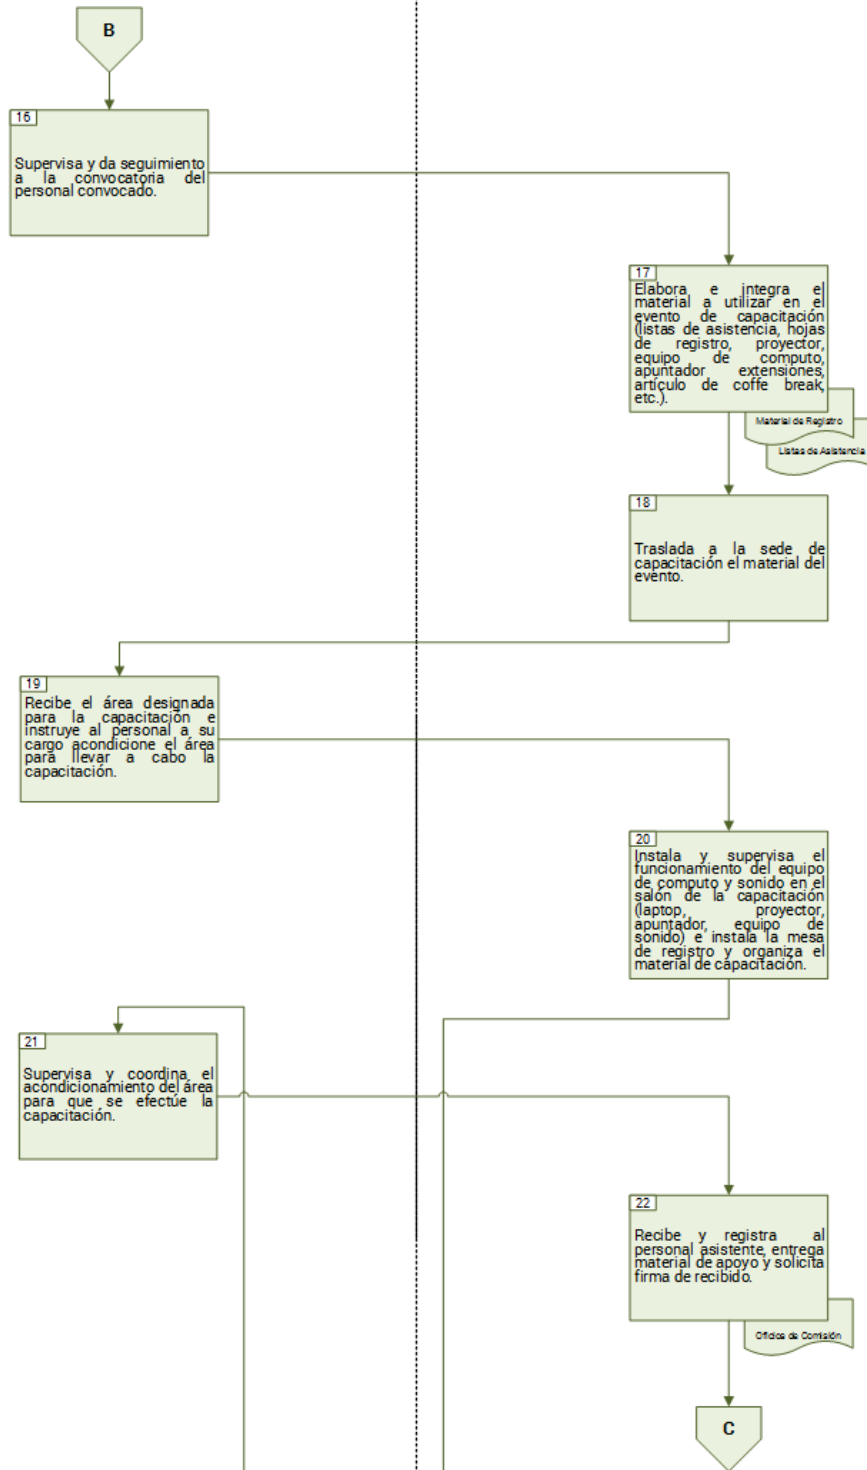 B
16
Supervisa y da seguimiento
a la convocatoria del
personal convocado.
17
Elabora e integra el
material a utilizar en el
evento de capacitación
(listas de asistencia, hojas
de registro, proyector,
equipo de computo,
apuntador extensiones,
artículo de coffe break,
etc.).
Material de Registro
Listas de Asistencia
18
Traslada a la sede de
capacitación el material del
evento.
19
Recibe el área designada
para la capacitación e
instruye al personal a su
cargo acondicione el área
para llevar a cabo la
capacitación.
20
Instala y supervisa el
funcionamiento del equipo
de computo y sonido en el
salón de la capacitación
(laptop, proyector,
apuntador, equipo de
sonido) e instala la mesa
de registro y organiza el
material de capacitación.
21
Supervisa y coordina el
acondicionamiento del área
para que se efectúe la
capacitación.
22
Recibe y registra al
personal asistente, entrega
material de apoyo y solicita
firma de recibido.
Oficios de Comisión
C